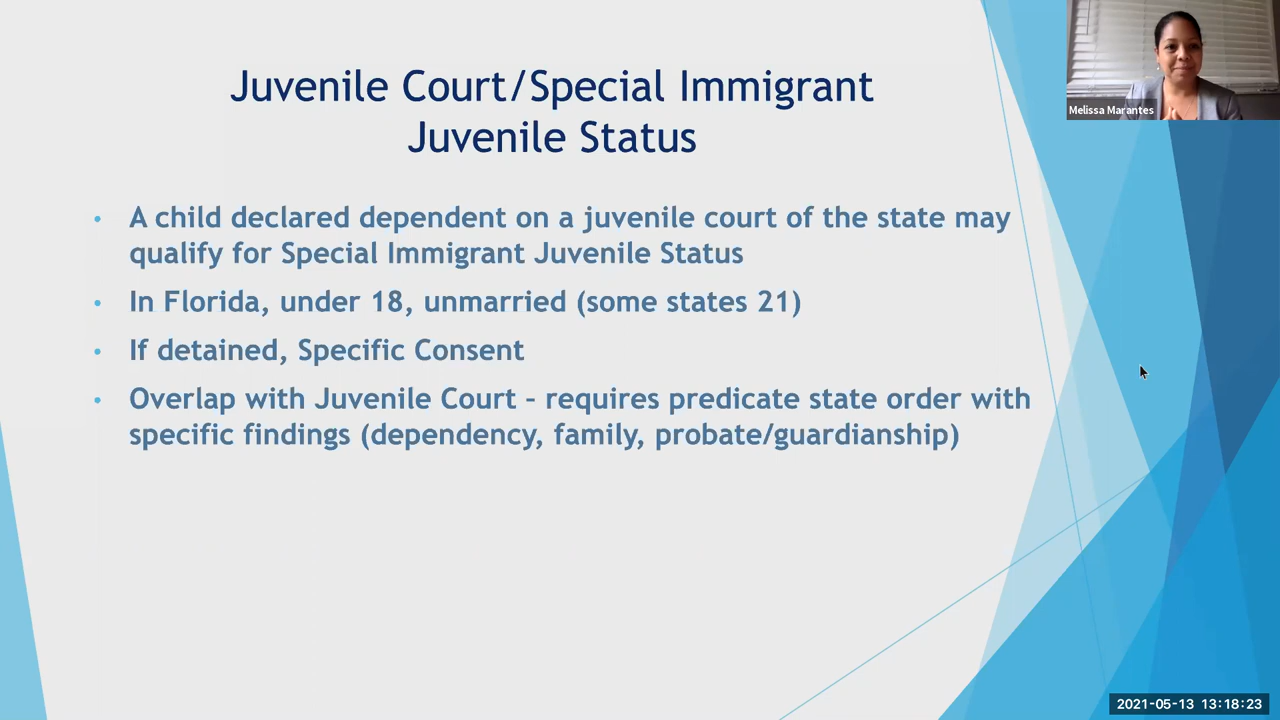 Juvenile Court/Special Immigrant
Juvenile Status
Melissa Marantes
• A child declared dependent on a juvenile court of the state may
qualify for Special Immigrant Juvenile Status
• In Florida, under 18, unmarried (some states 21)
• If detained, Specific Consent
• Overlap with Juvenile Court – requires predicate state order with
specific findings (dependency, family, probate/guardianship)
2021-05-13 13:18:23